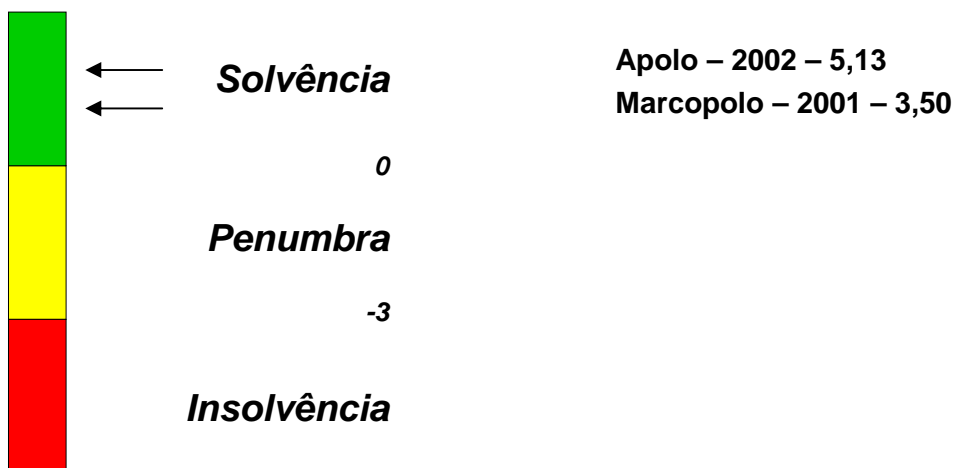 Solvência
Apolo – 2002 – 5,13
Marcopolo – 2001 – 3,50
0
Penumbra
-3
Insolvência